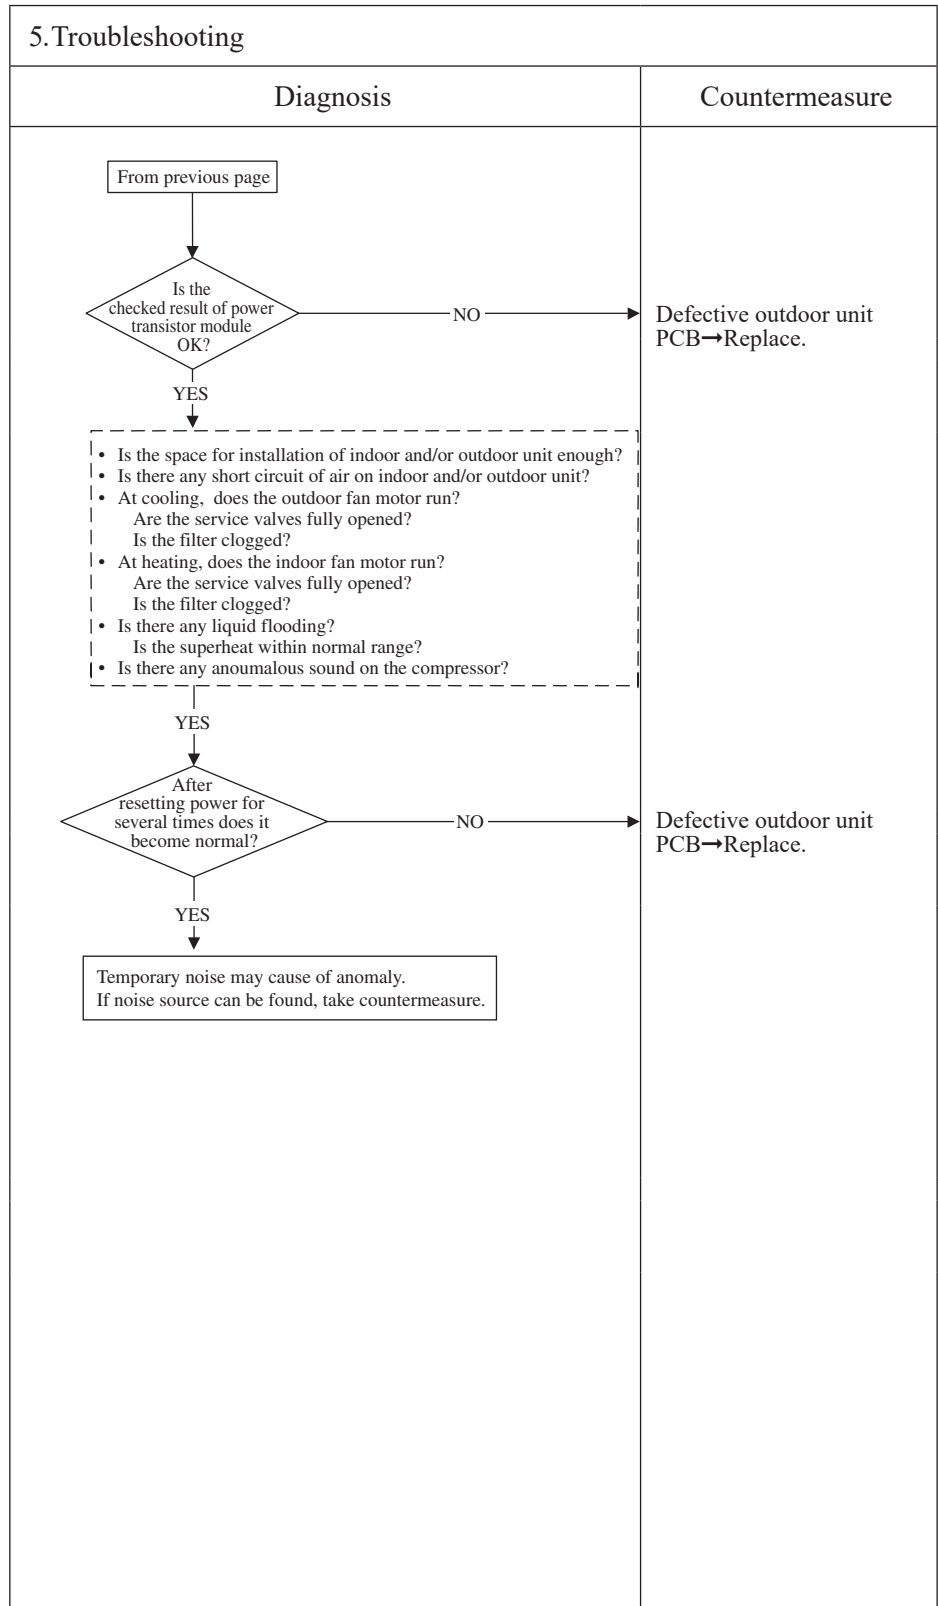 5.Troubleshooting
Diagnosis
Countermeasure
From previous page
Is the
checked result of power
transistor module
OK?
NO
Defective outdoor unit
PCB➞Replace.
YES
• Is the space for installation of indoor and/or outdoor unit enough?
• Is there any short circuit of air on indoor and/or outdoor unit?
• At cooling, does the outdoor fan motor run?
Are the service valves fully opened?
Is the filter clogged?
• At heating, does the indoor fan motor run?
Are the service valves fully opened?
Is the filter clogged?
• Is there any liquid flooding?
Is the superheat within normal range?
• Is there any anoumalous sound on the compressor?
YES
After
resetting power for
several times does it
become normal?
NO
Defective outdoor unit
PCB➞Replace.
YES
Temporary noise may cause of anomaly.
If noise source can be found, take countermeasure.